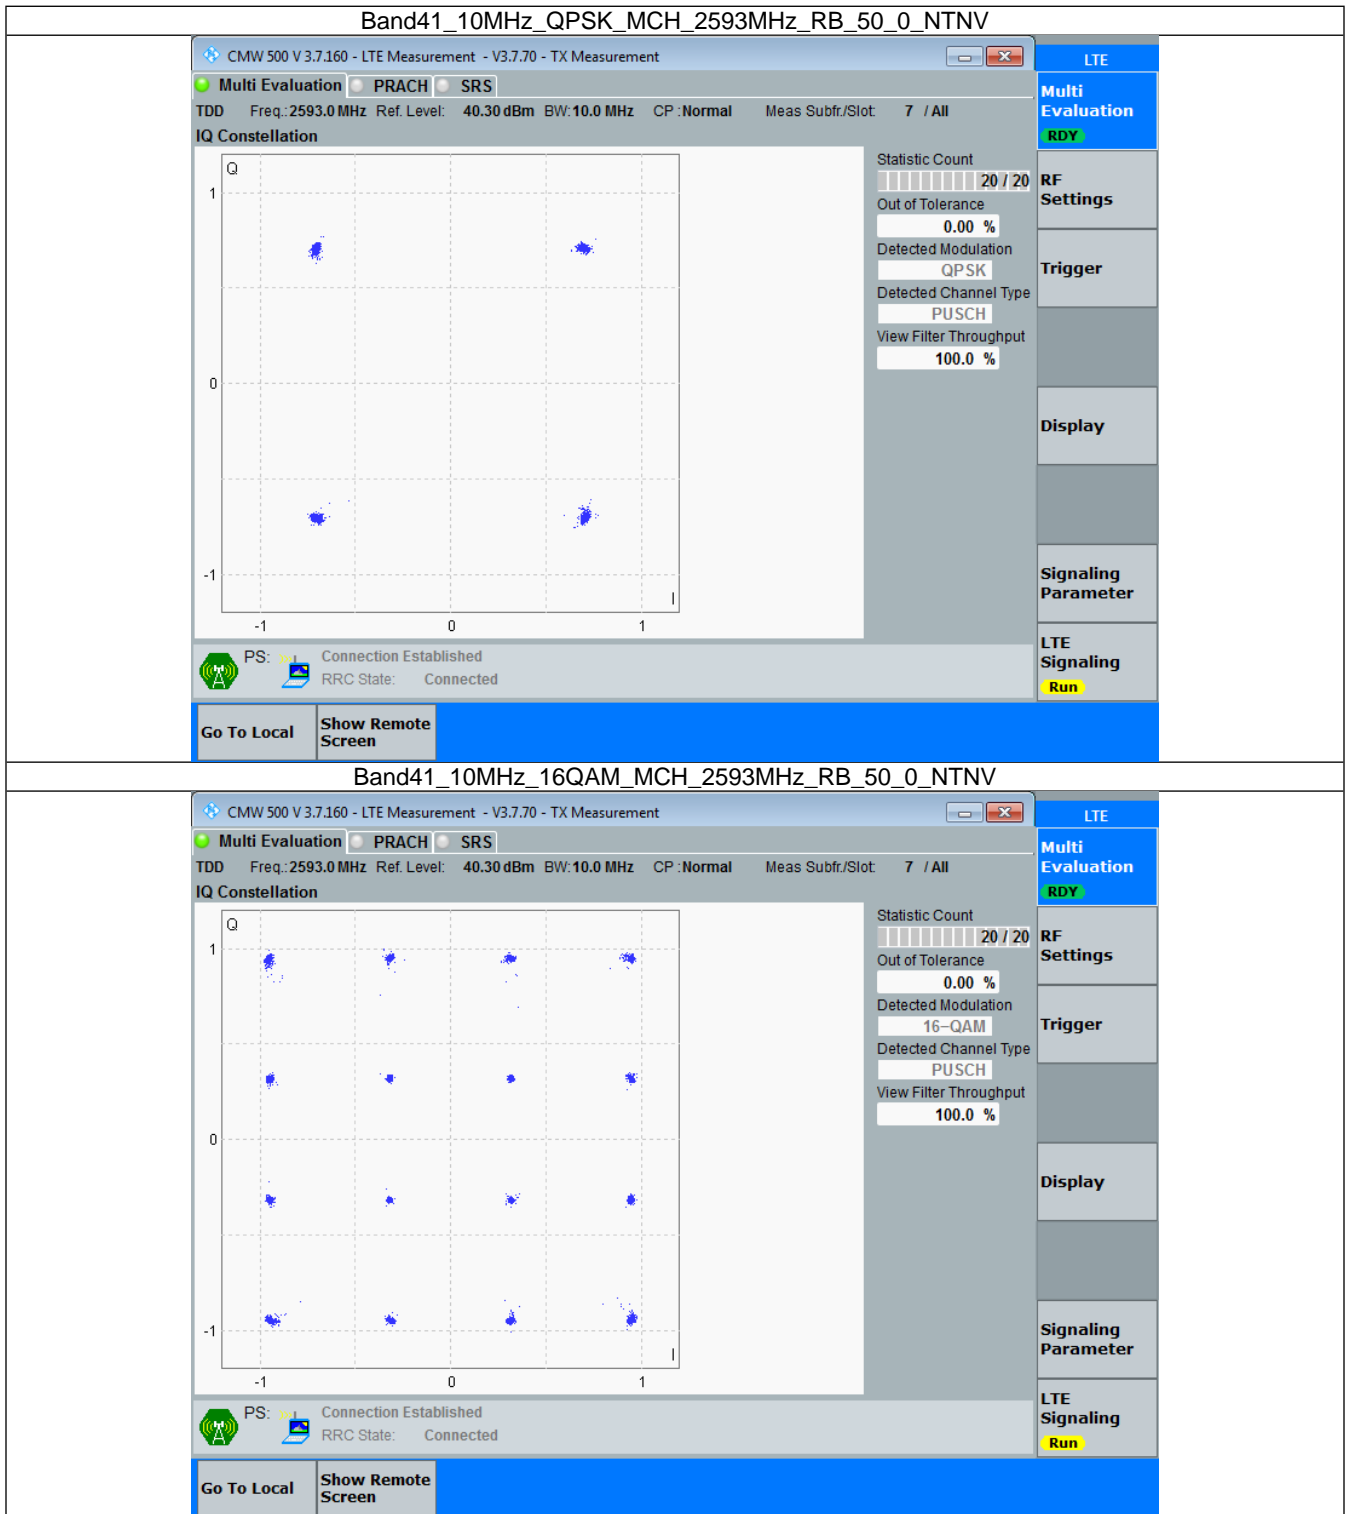 Band41_10MHz_QPSK_MCH_2593MHz_RB_50_0_NTNV
CMW 500 V 3.7.160 - LTE Measurement - V3.7.70 - TX Measurement
LTE
Multi Evaluation PRACH SRS
Multi
Evaluation
RDY
TDD Freq.: 2593.0 MHz Ref. Level: 40.30 dBm BW: 10.0 MHz CP : Normal Meas Subfr./Slot: 7 / All
IQ Constellation
Q
1
0
-1
I
-1 0 1
Statistic Count
20 / 20
Out of Tolerance
0.00 %
Detected Modulation
QPSK
Detected Channel Type
PUSCH
View Filter Throughput
100.0 %
RF
Settings
Trigger
Display
Signaling
Parameter
LTE
Signaling
Run
PS: Connection Established
RRC State: Connected
Go To Local
Show Remote
Screen
Band41_10MHz_16QAM_MCH_2593MHz_RB_50_0_NTNV
CMW 500 V 3.7.160 - LTE Measurement - V3.7.70 - TX Measurement
LTE
Multi Evaluation PRACH SRS
Multi
Evaluation
RDY
TDD Freq.: 2593.0 MHz Ref. Level: 40.30 dBm BW: 10.0 MHz CP : Normal Meas Subfr./Slot: 7 / All
IQ Constellation
Q
1
0
-1
I
-1 0 1
Statistic Count
20 / 20
Out of Tolerance
0.00 %
Detected Modulation
16-QAM
Detected Channel Type
PUSCH
View Filter Throughput
100.0 %
RF
Settings
Trigger
Display
Signaling
Parameter
LTE
Signaling
Run
PS: Connection Established
RRC State: Connected
Go To Local
Show Remote
Screen